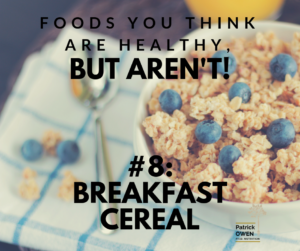 FOODS YOU THINK
ARE HEALTHY,
BUT AREN'T!
#8:
BREAKFAST
CEREAL
Patrick
OWEN